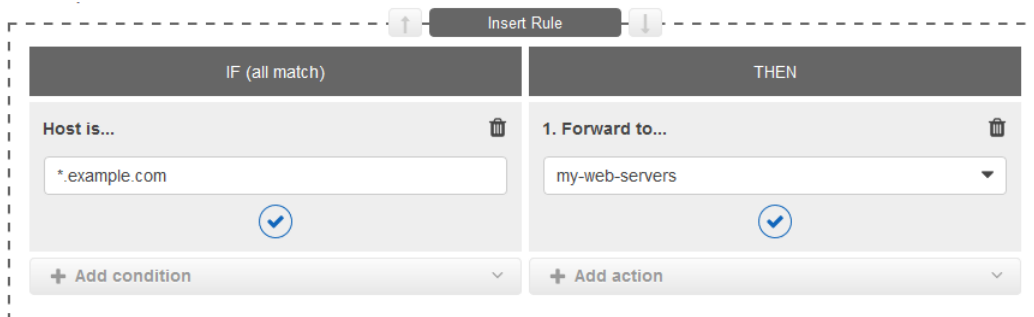 Insert Rule
IF (all match)
THEN
Host is...
1. Forward to...
*.example.com
my-web-servers
Add condition
Add action